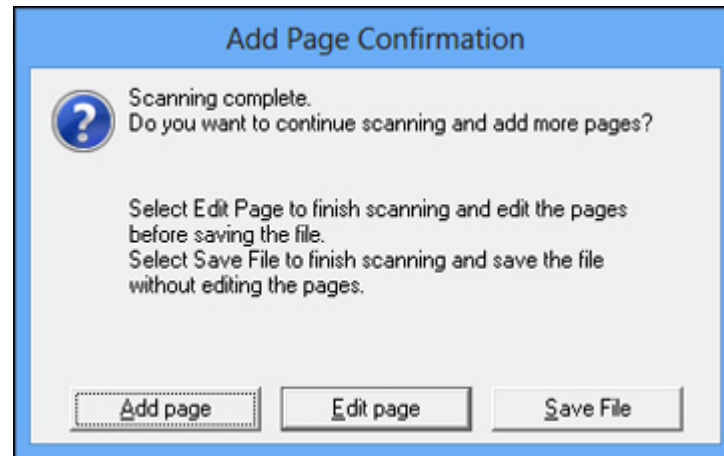 Add Page Confirmation
Scanning complete.
Do you want to continue scanning and add more pages?
Select Edit Page to finish scanning and edit the pages
before saving the file.
Select Save File to finish scanning and save the file
without editing the pages.
Add page
Edit page
Save File